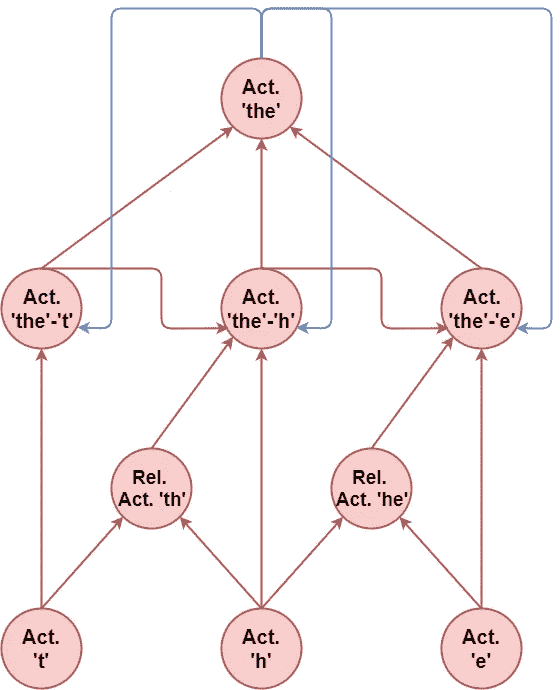 Act.
'the'
Act.
'the'-'t'
Act.
'the'-'h'
Act.
'the'-'e'
Rel.
Act. 'th'
Rel.
Act. 'he'
Act.
't'
Act.
'h'
Act.
'e'